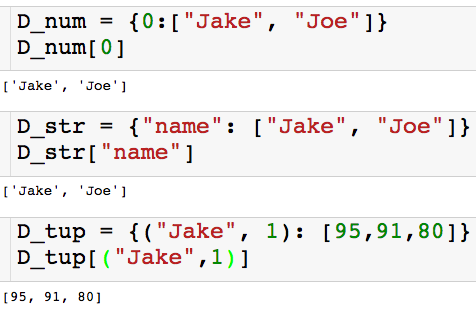 D_num = {0:["Jake", "Joe"]}
D_num[0]
['Jake', 'Joe']
D_str = {"name": ["Jake", "Joe"]}
D_str["name"]
['Jake', 'Joe']
D_tup = {("Jake", 1): [95,91,80]}
D_tup[("Jake",1)]
[95, 91, 80]